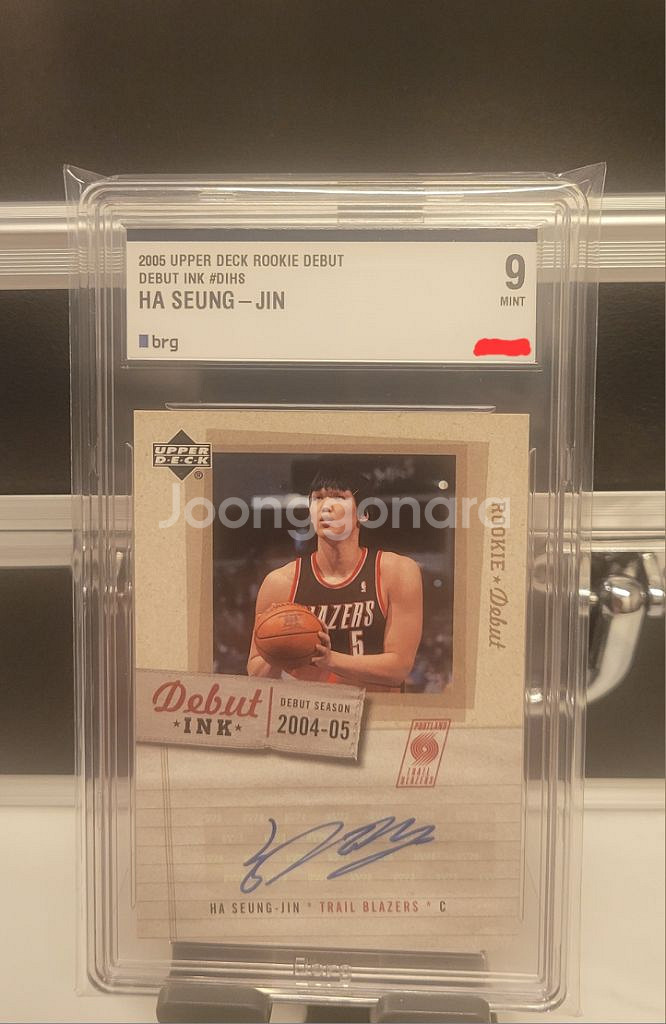 2005 UPPER DECK ROOKIE DEBUT
DEBUT INK #DIHS
HA SEUNG-JIN
9
MINT
brg
UPPER
D·E·C·K
®
Joonggonara
BLAZERS
5
ROOKIE ★ Debut
Debut
★INK★
DEBUT SEASON
2004-05
PORTLAND
TRAIL
BLAZERS
HA SEUNG-JIN * TRAIL BLAZERS * C